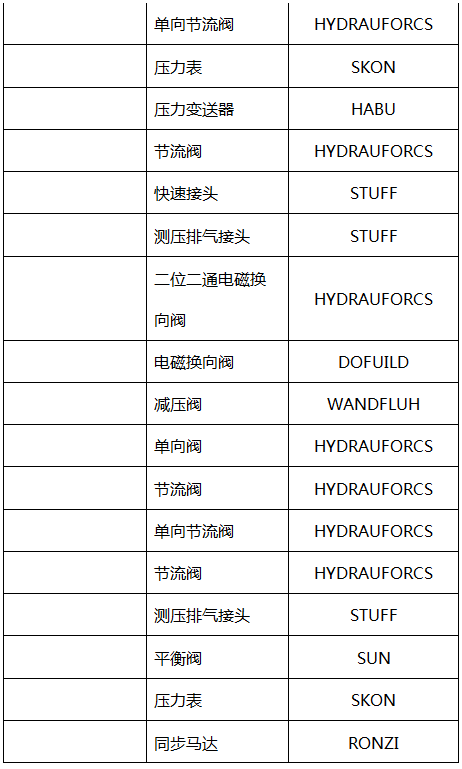 单向节流阀 HYDRAUFORCS
压力表 SKON
压力变送器 HABU
节流阀 HYDRAUFORCS
快速接头 STUFF
测压排气接头 STUFF
二位二通电磁换
向阀 HYDRAUFORCS
电磁换向阀 DOFUILD
减压阀 WANDFLUH
单向阀 HYDRAUFORCS
节流阀 HYDRAUFORCS
单向节流阀 HYDRAUFORCS
节流阀 HYDRAUFORCS
测压排气接头 STUFF
平衡阀 SUN
压力表 SKON
同步马达 RONZI